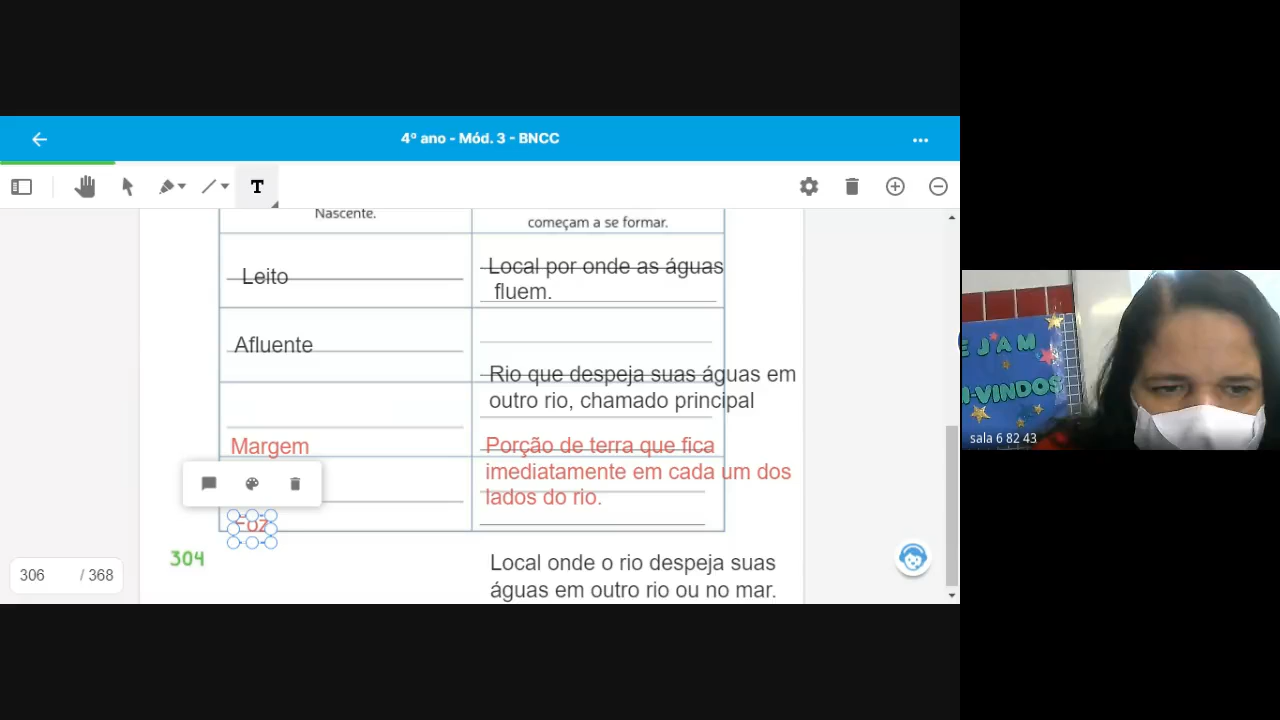 4º ano - Mód. 3 - BNCC
T
Nascente.
começam a se formar.
Leito
Local por onde as águas
fluem.
Afluente
Rio que despeja suas águas em
outro rio, chamado principal
Margem
Porção de terra que fica
imediatamente em cada um dos
lados do rio.
Foz
304
306 / 368
Local onde o rio despeja suas
águas em outro rio ou no mar.
E JAM
M-VINDOS
sala 6 82 43